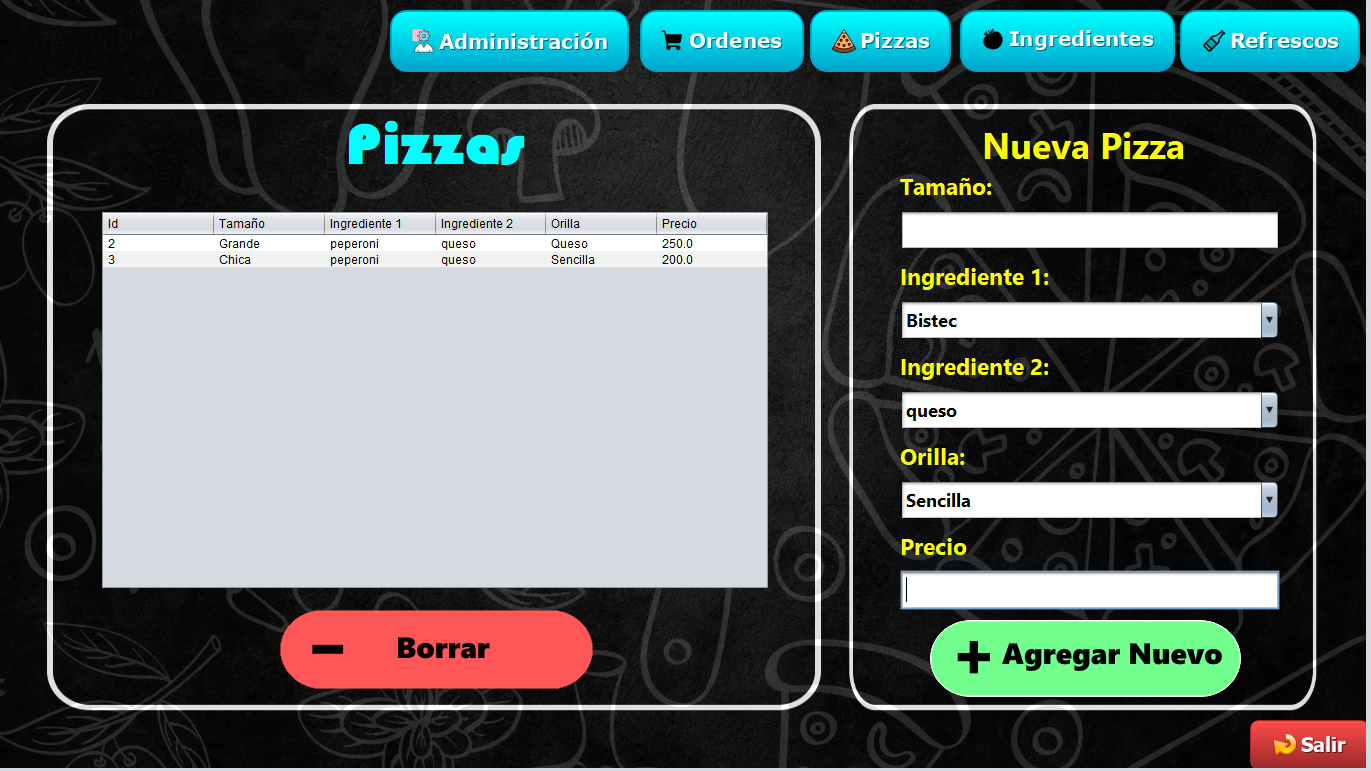 Administración Ordenes Pizzas Ingredientes Refrescos
Pizzas
Id Tamaño Ingrediente 1 Ingrediente 2 Orilla Precio
2 Grande peperoni queso Queso 250.0
3 Chica peperoni queso Sencilla 200.0
Borrar
Nueva Pizza
Tamaño:
Ingrediente 1:
Bistec
Ingrediente 2:
queso
Orilla:
Sencilla
Precio
Agregar Nuevo
Salir